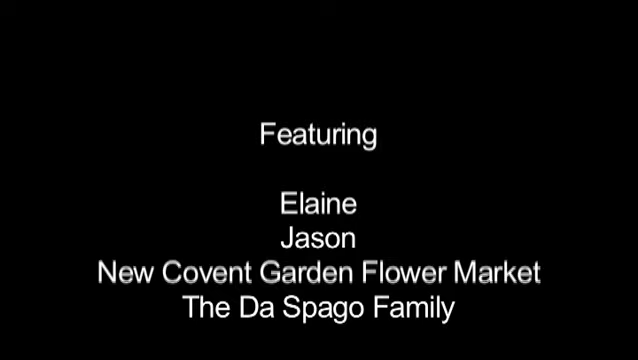 Featuring
Elaine
Jason
New Covent Garden Flower Market
The Da Spago Family